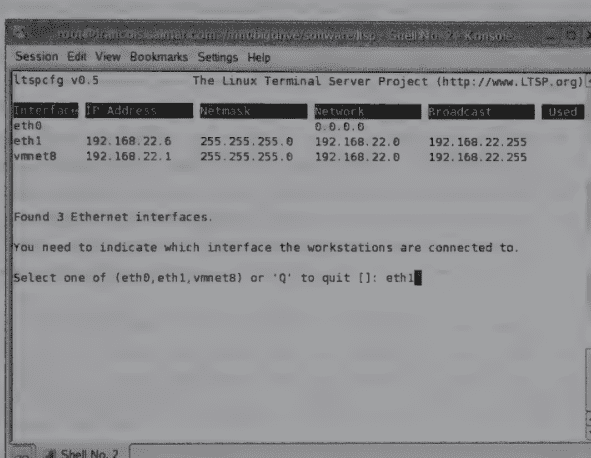 Shell No. 2 - Konsole
Session Edit View Bookmarks Settings Help
ltspcfg v0.5 The Linux Terminal Server Project (http://www.LTSP.org)
Interface IP Address Netmask Network Broadcast Used
eth0 0.0.0.0
eth1 192.168.22.6 255.255.255.0 192.168.22.0 192.168.22.255
vmnet8 192.168.22.1 255.255.255.0 192.168.22.0 192.168.22.255
Found 3 Ethernet interfaces.
You need to indicate which interface the workstations are connected to.
Select one of (eth0,eth1,vmnet8) or 'Q' to quit []: eth1
Shell No. 2